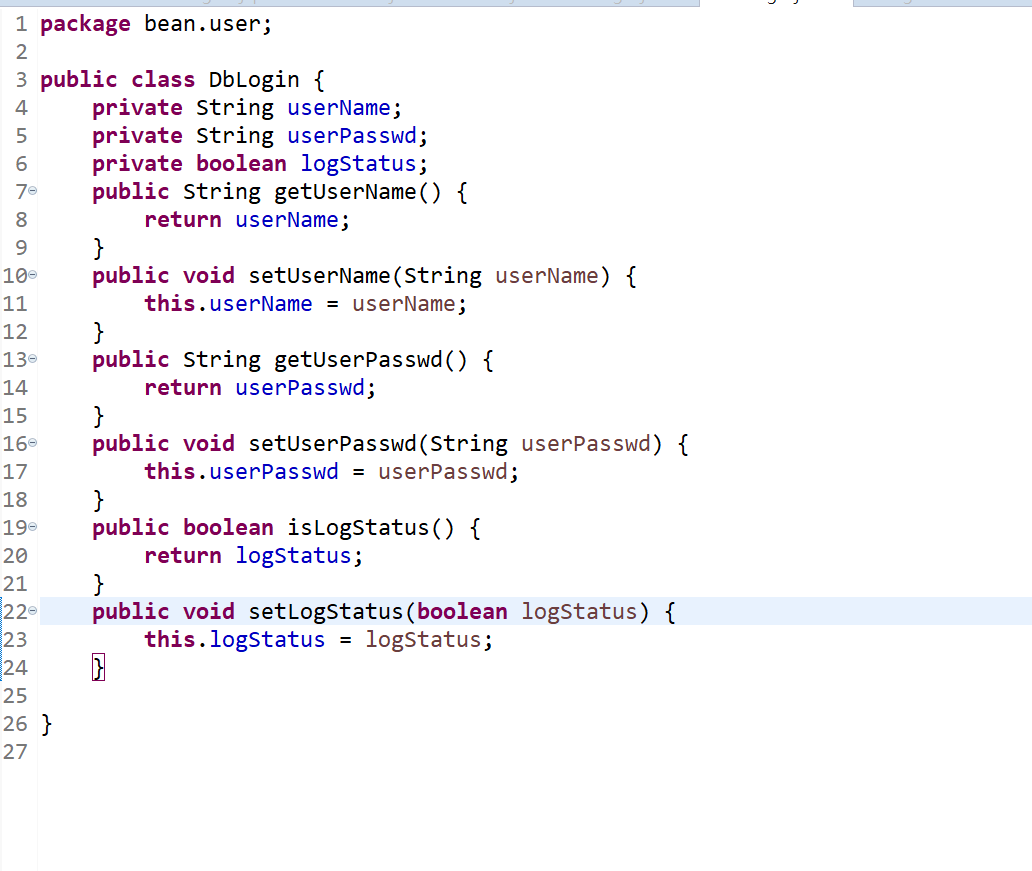 1 package bean.user;
2
3 public class DbLogin {
4     private String userName;
5     private String userPasswd;
6     private boolean logStatus;
7     public String getUserName() {
8         return userName;
9     }
10     public void setUserName(String userName) {
11         this.userName = userName;
12     }
13     public String getUserPasswd() {
14         return userPasswd;
15     }
16     public void setUserPasswd(String userPasswd) {
17         this.userPasswd = userPasswd;
18     }
19     public boolean isLogStatus() {
20         return logStatus;
21     }
22     public void setLogStatus(boolean logStatus) {
23         this.logStatus = logStatus;
24     }
25
26 }
27